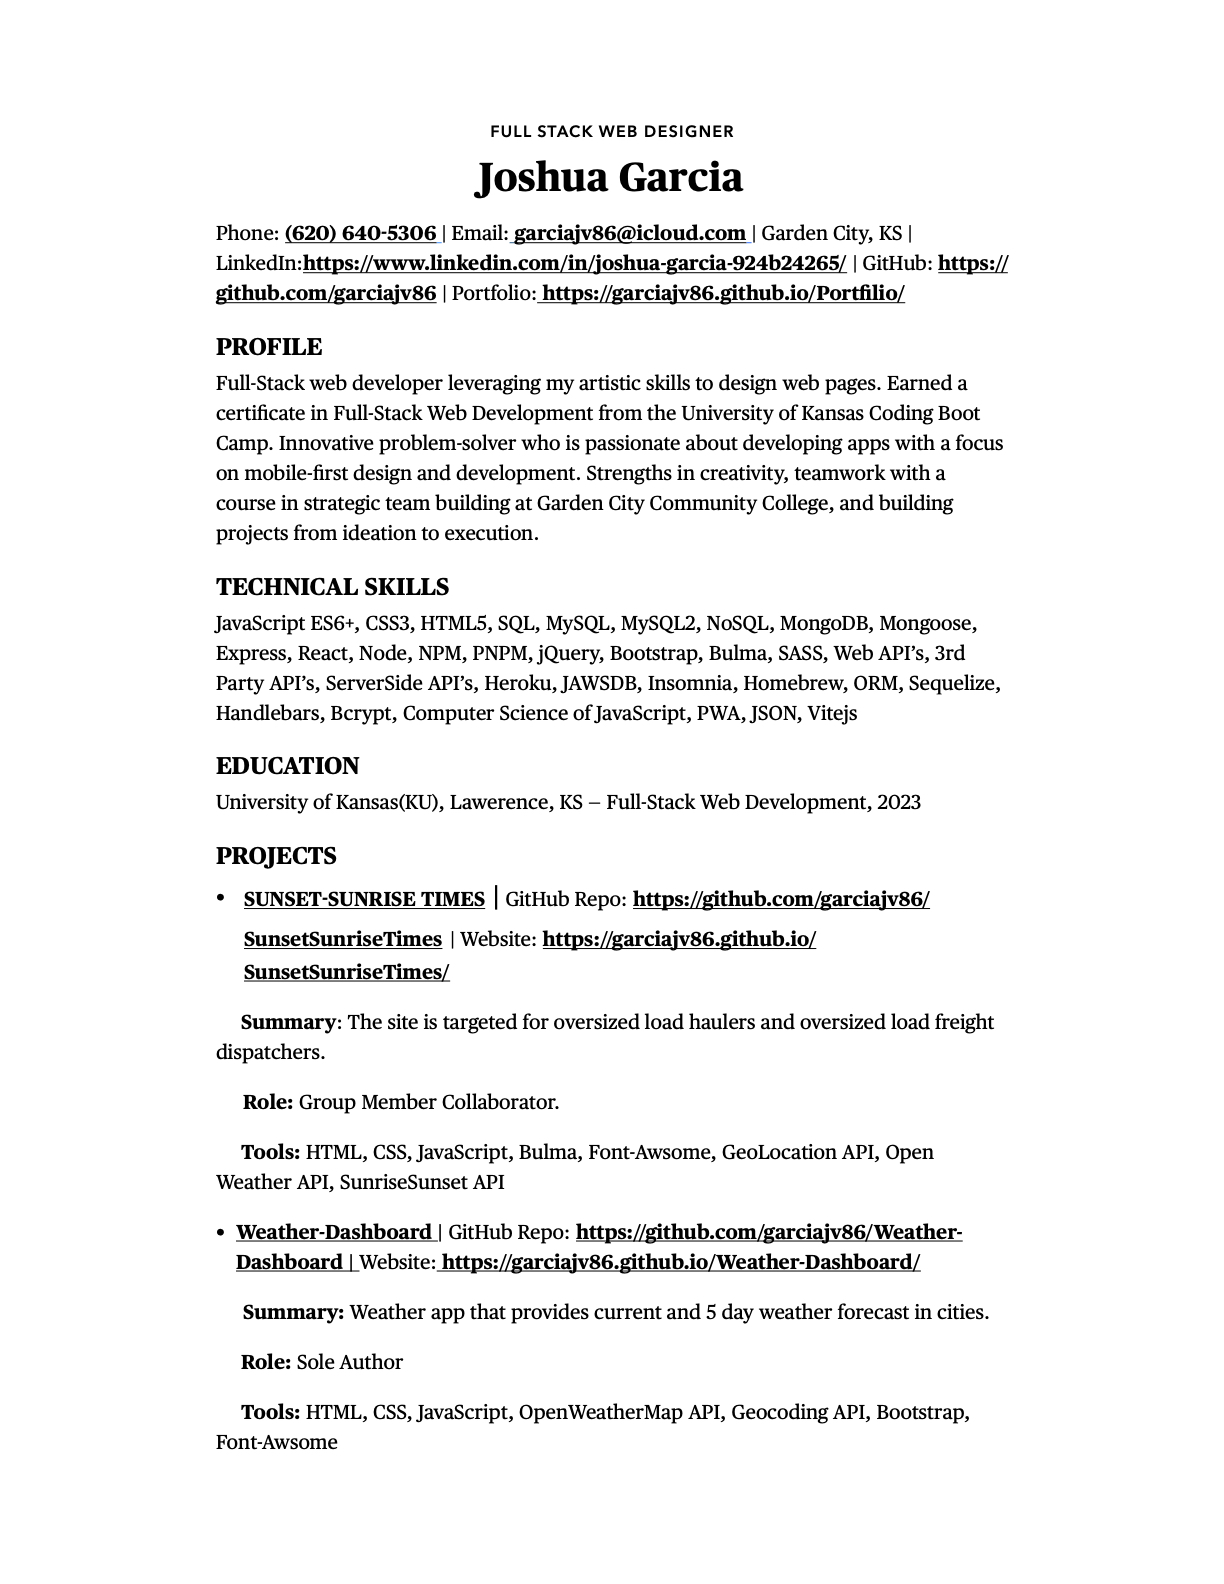 FULL STACK WEB DESIGNER
Joshua Garcia
Phone: (620) 640-5306 | Email: garciajv86@icloud.com | Garden City, KS |
LinkedIn:https://www.linkedin.com/in/joshua-garcia-924b24265/ | GitHub: https://
github.com/garciajv86 | Portfolio: https://garciajv86.github.io/Portfilio/
PROFILE
Full-Stack web developer leveraging my artistic skills to design web pages. Earned a
certificate in Full-Stack Web Development from the University of Kansas Coding Boot
Camp. Innovative problem-solver who is passionate about developing apps with a focus
on mobile-first design and development. Strengths in creativity, teamwork with a
course in strategic team building at Garden City Community College, and building
projects from ideation to execution.
TECHNICAL SKILLS
JavaScript ES6+, CSS3, HTML5, SQL, MySQL, MySQL2, NoSQL, MongoDB, Mongoose,
Express, React, Node, NPM, PNPM, jQuery, Bootstrap, Bulma, SASS, Web API’s, 3rd
Party API’s, ServerSide API’s, Heroku, JAWSDB, Insomnia, Homebrew, ORM, Sequelize,
Handlebars, Bcrypt, Computer Science of JavaScript, PWA, JSON, Vitejs
EDUCATION
University of Kansas(KU), Lawerence, KS — Full-Stack Web Development, 2023
PROJECTS
• SUNSET-SUNRISE TIMES | GitHub Repo: https://github.com/garciajv86/
SunsetSunriseTimes | Website: https://garciajv86.github.io/
SunsetSunriseTimes/
Summary: The site is targeted for oversized load haulers and oversized load freight
dispatchers.
Role: Group Member Collaborator.
Tools: HTML, CSS, JavaScript, Bulma, Font-Awsome, GeoLocation API, Open
Weather API, SunriseSunset API
• Weather-Dashboard | GitHub Repo: https://github.com/garciajv86/Weather-
Dashboard | Website: https://garciajv86.github.io/Weather-Dashboard/
Summary: Weather app that provides current and 5 day weather forecast in cities.
Role: Sole Author
Tools: HTML, CSS, JavaScript, OpenWeatherMap API, Geocoding API, Bootstrap,
Font-Awsome